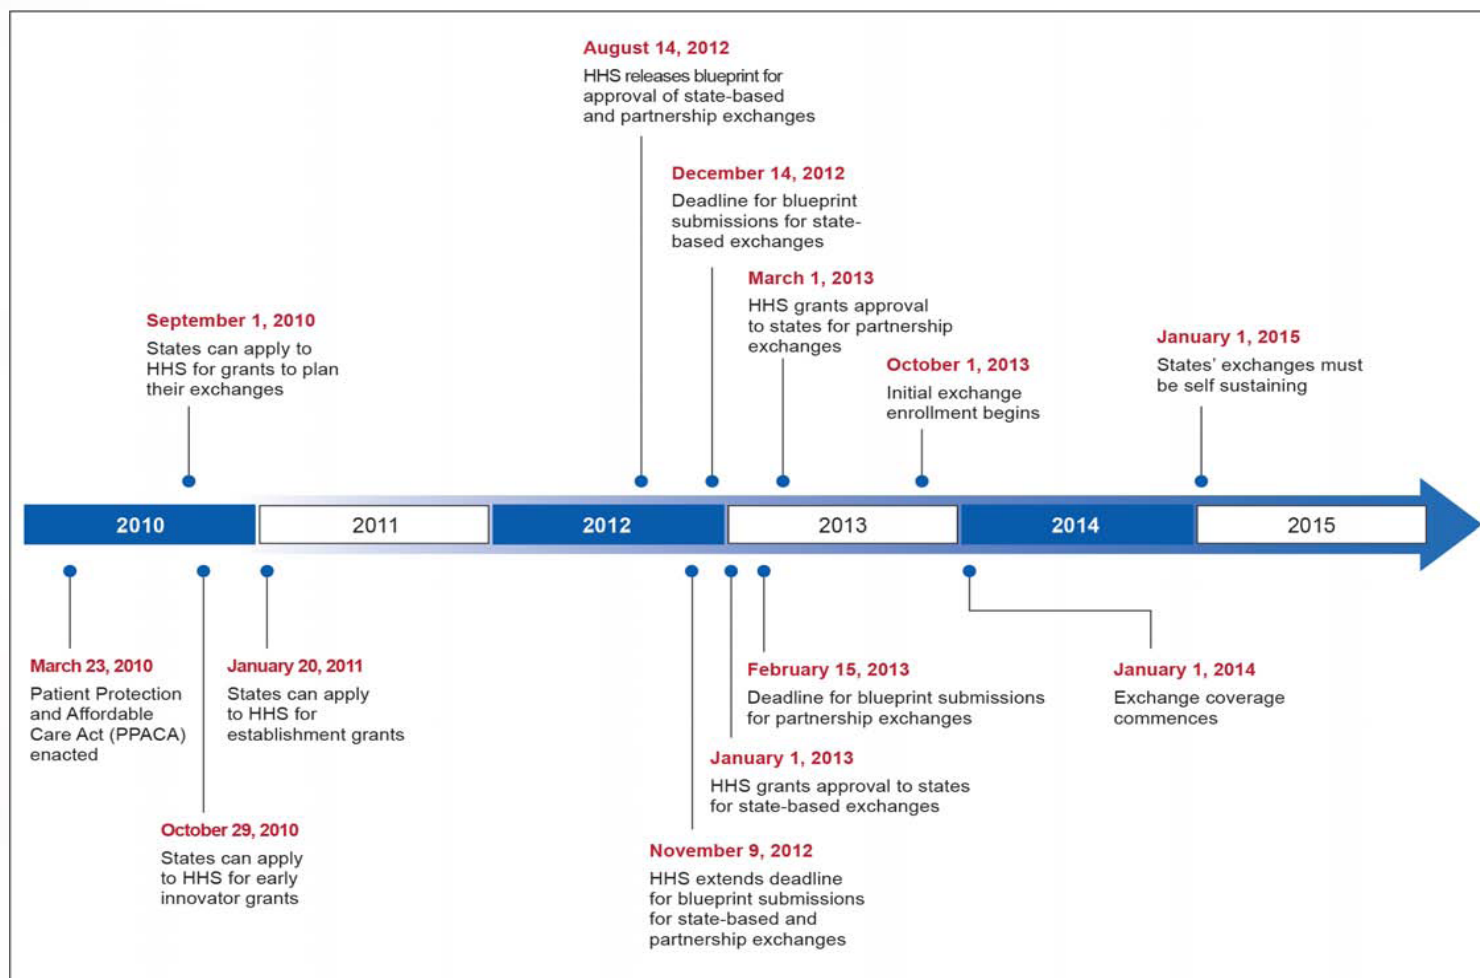 August 14, 2012
HHS releases blueprint for
approval of state-based
and partnership exchanges
December 14, 2012
Deadline for blueprint
submissions for state-
based exchanges
March 1, 2013
HHS grants approval
to states for partnership
exchanges
September 1, 2010
States can apply to
HHS for grants to plan
their exchanges
October 1, 2013
Initial exchange
enrollment begins
January 1, 2015
States' exchanges must
be self sustaining
2010
2011
2012
2013
2014
2015
March 23, 2010
Patient Protection
and Affordable
Care Act (PPACA)
enacted
January 20, 2011
States can apply
to HHS for
establishment grants
February 15, 2013
Deadline for blueprint submissions
for partnership exchanges
January 1, 2014
Exchange coverage
commences
January 1, 2013
HHS grants approval to states
for state-based exchanges
October 29, 2010
States can apply
to HHS for early
innovator grants
November 9, 2012
HHS extends deadline
for blueprint submissions
for state-based and
partnership exchanges